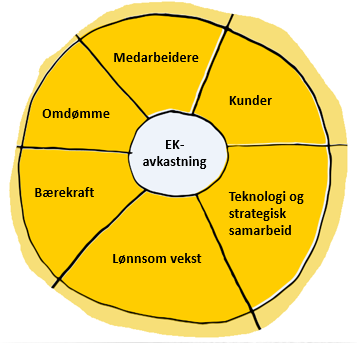 Medarbeidere
Kunder
Omdømme
EK-
avkastning
Bærekraft
Teknologi og
strategisk
samarbeid
Lønnsom vekst